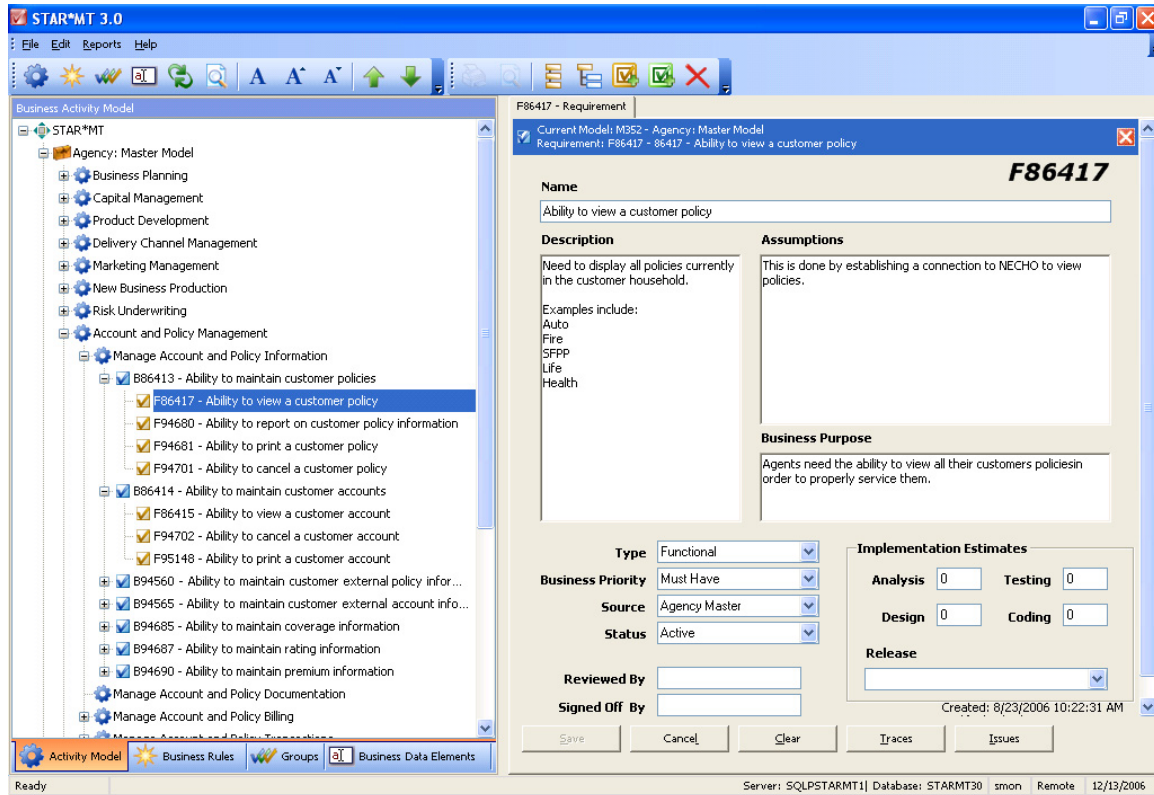 STAR*MT 3.0
File Edit Reports Help
aI A A A
Business Activity Model
STAR*MT
Agency: Master Model
Business Planning
Capital Management
Product Development
Delivery Channel Management
Marketing Management
New Business Production
Risk Underwriting
Account and Policy Management
Manage Account and Policy Information
B86413 - Ability to maintain customer policies
F86417 - Ability to view a customer policy
F94680 - Ability to report on customer policy information
F94681 - Ability to print a customer policy
F94701 - Ability to cancel a customer policy
B86414 - Ability to maintain customer accounts
F86415 - Ability to view a customer account
F94702 - Ability to cancel a customer account
F95148 - Ability to print a customer account
B94560 - Ability to maintain customer external policy infor...
B94565 - Ability to maintain customer external account info...
B94685 - Ability to maintain coverage information
B94687 - Ability to maintain rating information
B94690 - Ability to maintain premium information
Manage Account and Policy Documentation
Manage Account and Policy Billing
Manage Account and Policy Transactions
Activity Model Business Rules Groups aI Business Data Elements
F86417 - Requirement
Current Model: M352 - Agency: Master Model
Requirement: F86417 - 86417 - Ability to view a customer policy
F86417
Name
Ability to view a customer policy
Description
Need to display all policies currently
in the customer household.
Examples include:
Auto
Fire
SFPP
Life
Health
Assumptions
This is done by establishing a connection to NECHO to view
policies.
Business Purpose
Agents need the ability to view all their customers policiesin
order to properly service them.
Type Functional
Business Priority Must Have
Source Agency Master
Status Active
Reviewed By
Signed Off By
Implementation Estimates
Analysis 0 Testing 0
Design 0 Coding 0
Release
Created: 8/23/2006 10:22:31 AM
Save Cancel Clear Traces Issues
Ready Server: SQLPSTARMT1| Database: STARMT30 smon Remote 12/13/2006